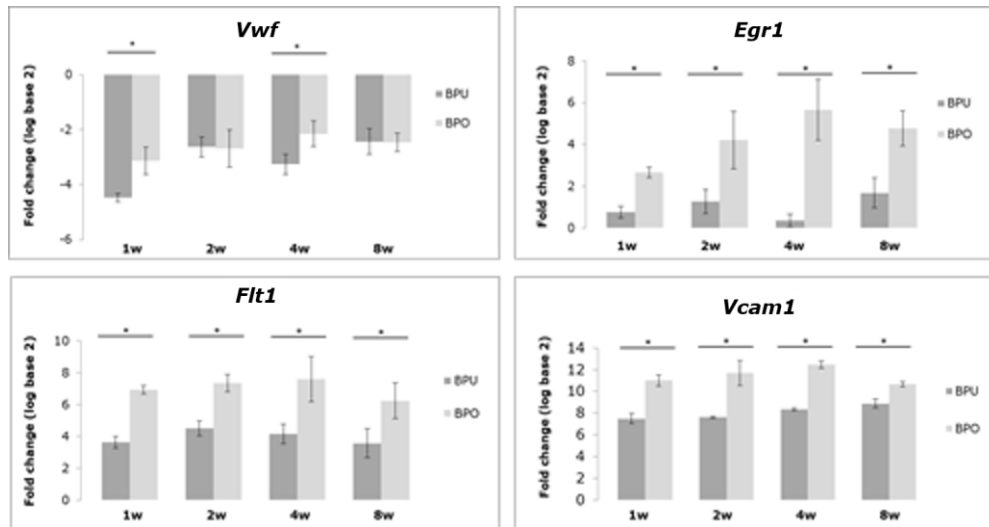 Vwf
*
*
Fold change (log base 2)
0
-2
-4
-6
1w
2w
4w
8w
BPU
BPO
Egr1
*
*
*
*
Fold change (log base 2)
8
6
4
2
0
1w
2w
4w
8w
BPU
BPO
Flt1
*
*
*
*
Fold change (log base 2)
10
8
6
4
2
0
1w
2w
4w
8w
BPU
BPO
Vcam1
*
*
*
*
Fold change (log base 2)
14
12
10
8
6
4
2
0
1w
2w
4w
8w
BPU
BPO